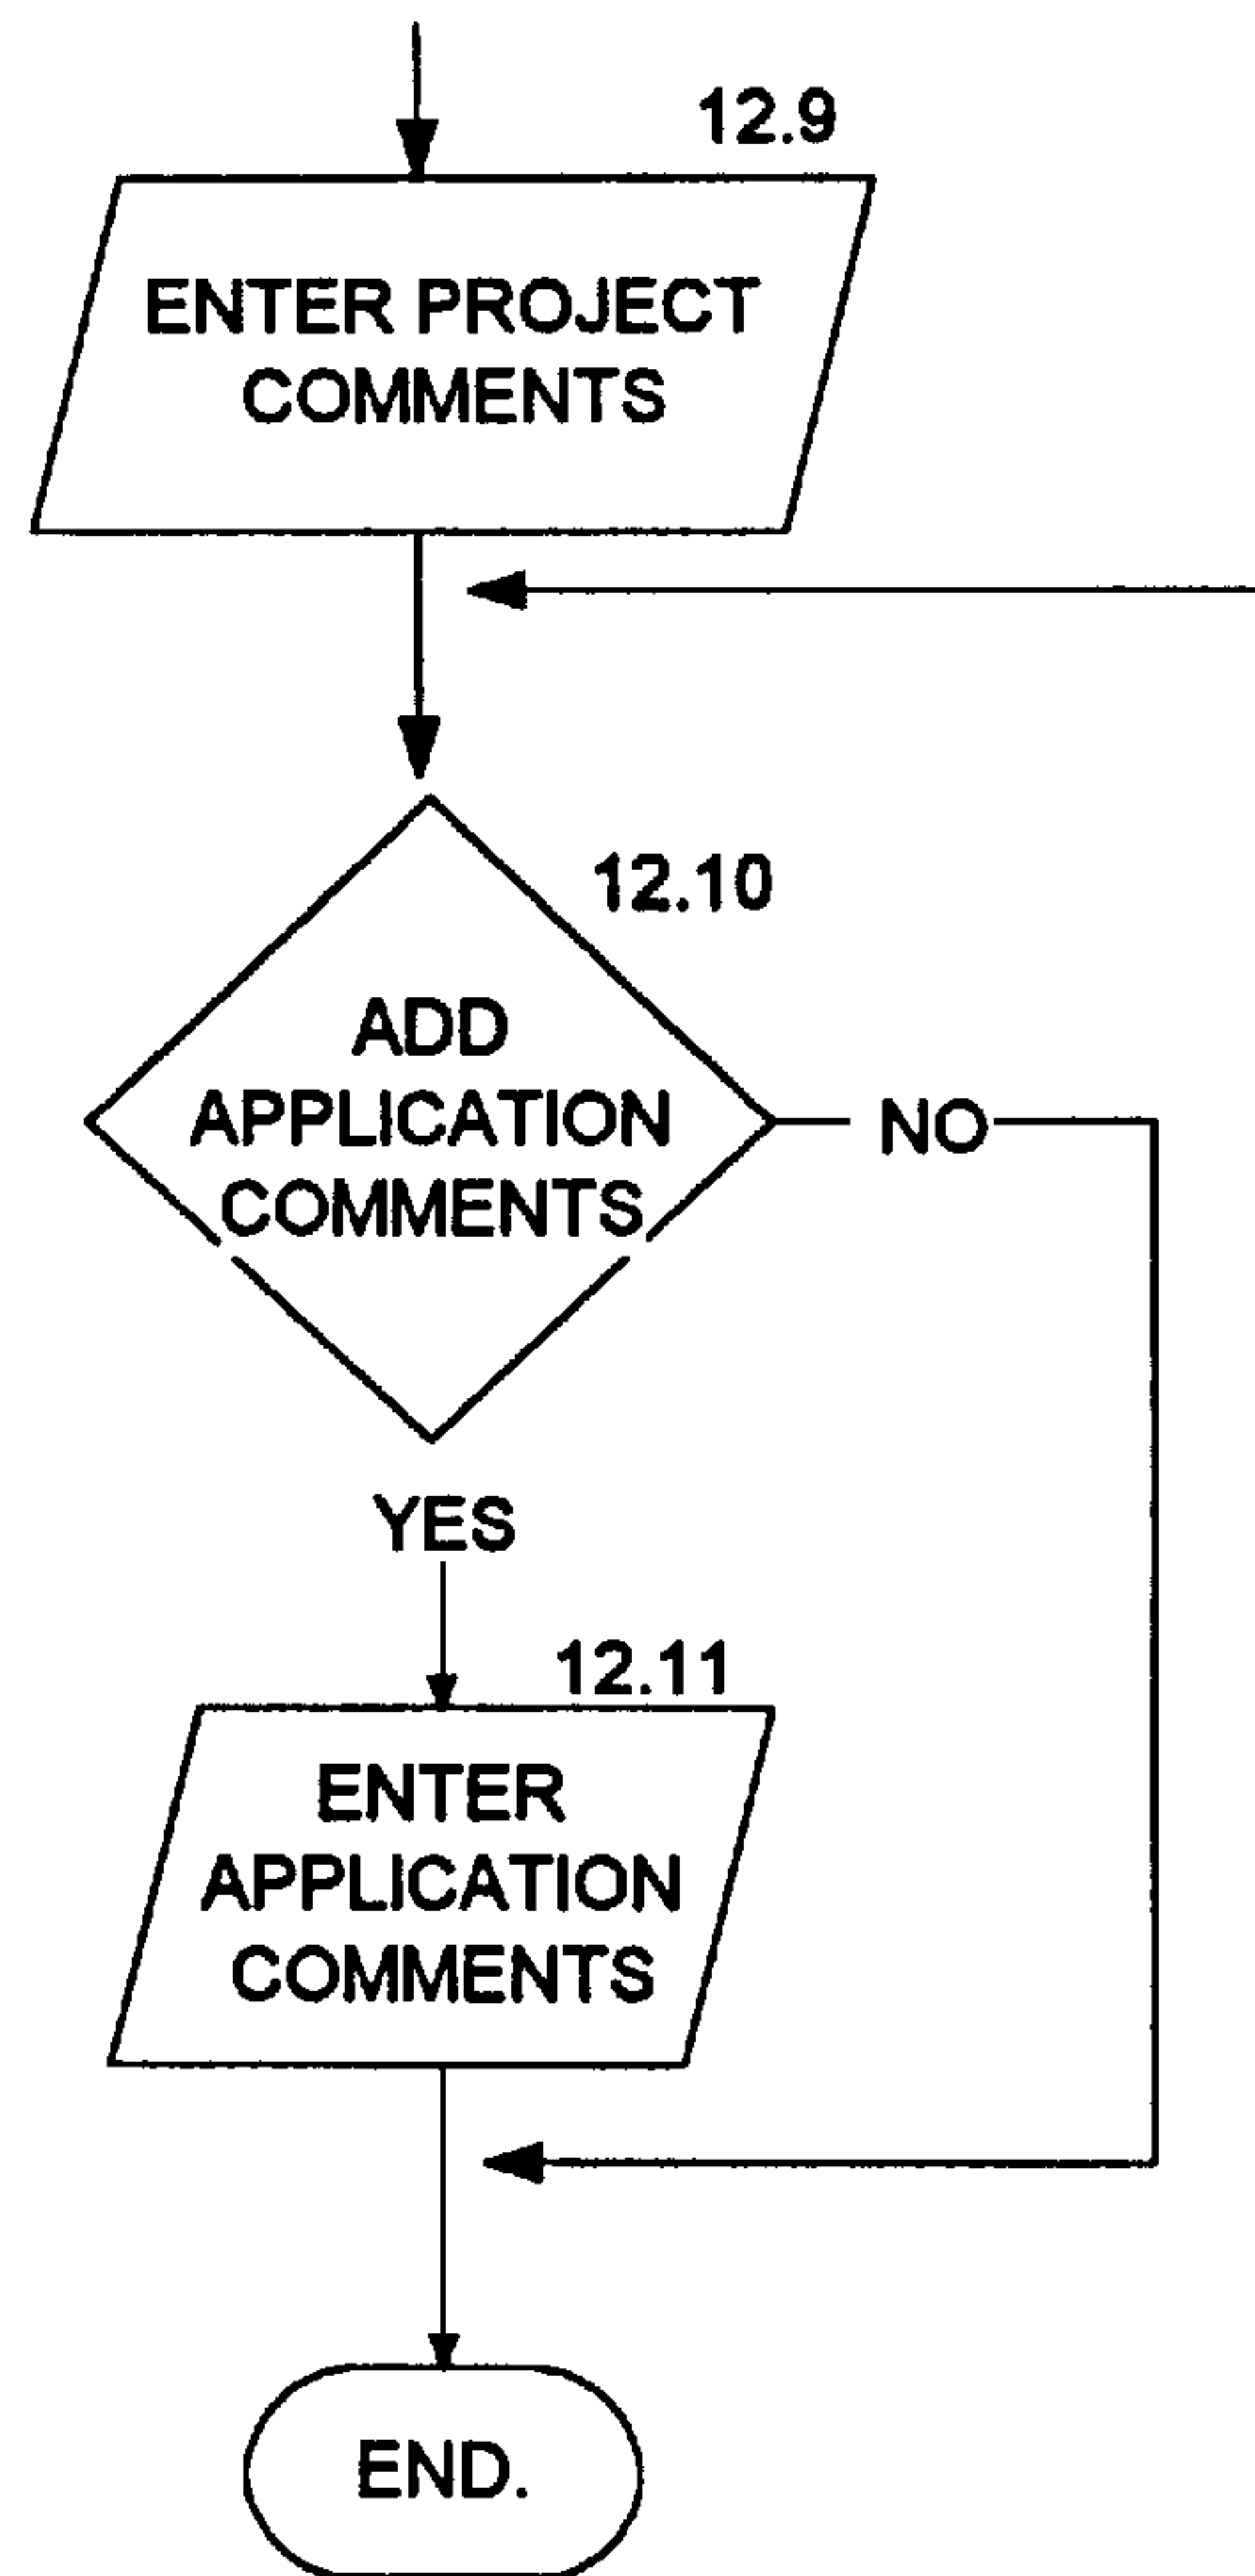 12.9
ENTER PROJECT
COMMENTS
12.10
ADD
APPLICATION
COMMENTS
NO
YES
12.11
ENTER
APPLICATION
COMMENTS
END.